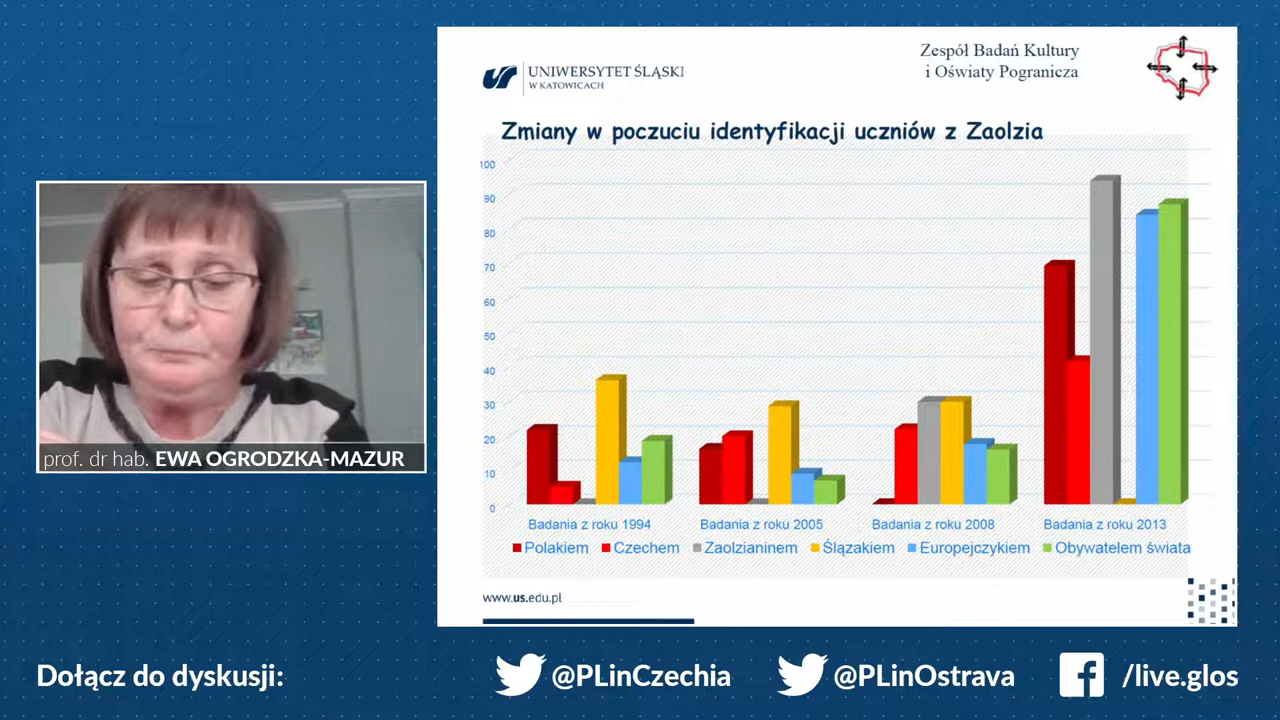 UNIWERSYTET ŚLĄSKI
W KATOWICACH
Zespół Badań Kultury
i Oświaty Pogranicza
Zmiany w poczuciu identyfikacji uczniów z Zaolzia
100
90
80
70
60
50
40
30
20
10
0
Badania z roku 1994
Badania z roku 2005
Badania z roku 2008
Badania z roku 2013
Polakiem
Czechem
Zaolzianinem
Ślązakiem
Europejczykiem
Obywatelem świata
www.us.edu.pl
prof. dr hab. EWA OGRODZKA-MAZUR
Dołącz do dyskusji:
@PLinCzechia
@PLinOstrava
/live.glos